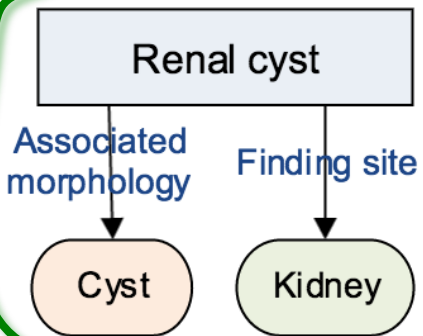 Renal cyst
Associated
morphology
Finding site
Cyst
Kidney